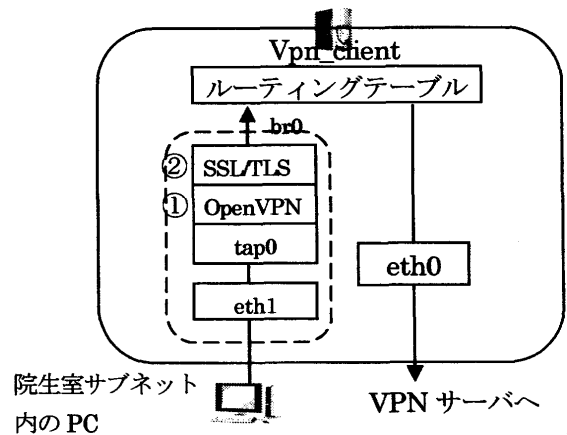 Vpn_client
ルーティングテーブル
br0
② SSL/TLS
① OpenVPN
tap0
eth1
eth0
院生室サブネット
内の PC
VPN サーバへ